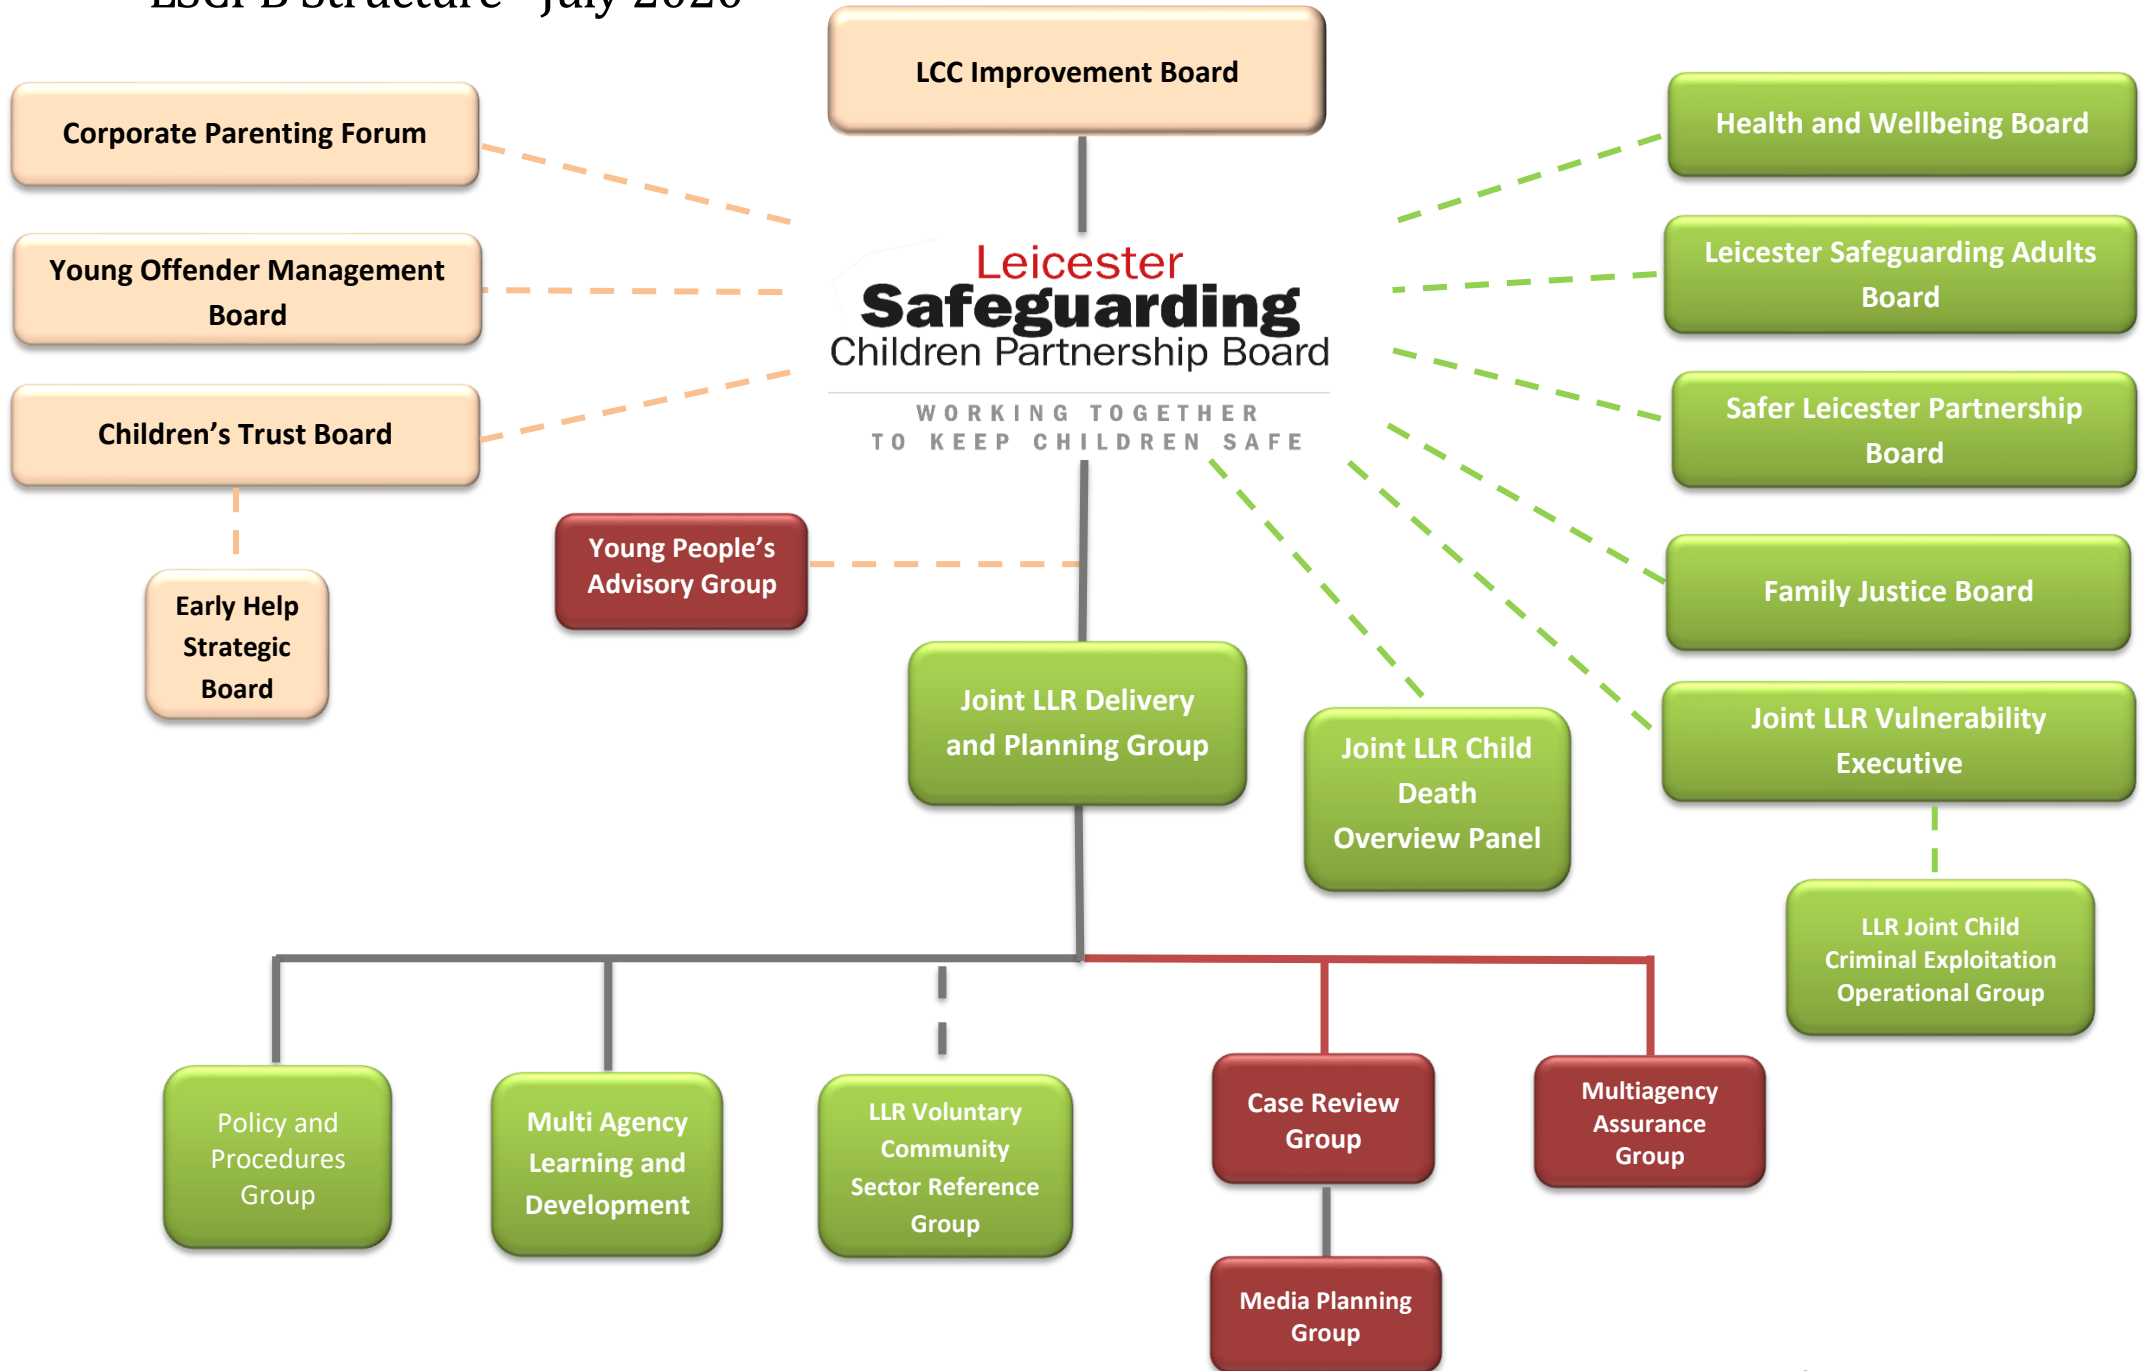 LSCPB Structure - July 2020
LCC Improvement Board
Corporate Parenting Forum
Health and Wellbeing Board
Young Offender Management
Board
Leicester
Safeguarding
Children Partnership Board
WORKING TOGETHER
TO KEEP CHILDREN SAFE
Leicester Safeguarding Adults
Board
Children’s Trust Board
Safer Leicester Partnership
Board
Young People’s
Advisory Group
Family Justice Board
Early Help
Strategic
Board
Joint LLR Delivery
and Planning Group
Joint LLR Child
Death
Overview Panel
Joint LLR Vulnerability
Executive
LLR Joint Child
Criminal Exploitation
Operational Group
Policy and
Procedures
Group
Multi Agency
Learning and
Development
LLR Voluntary
Community
Sector Reference
Group
Case Review
Group
Multiagency
Assurance
Group
Media Planning
Group